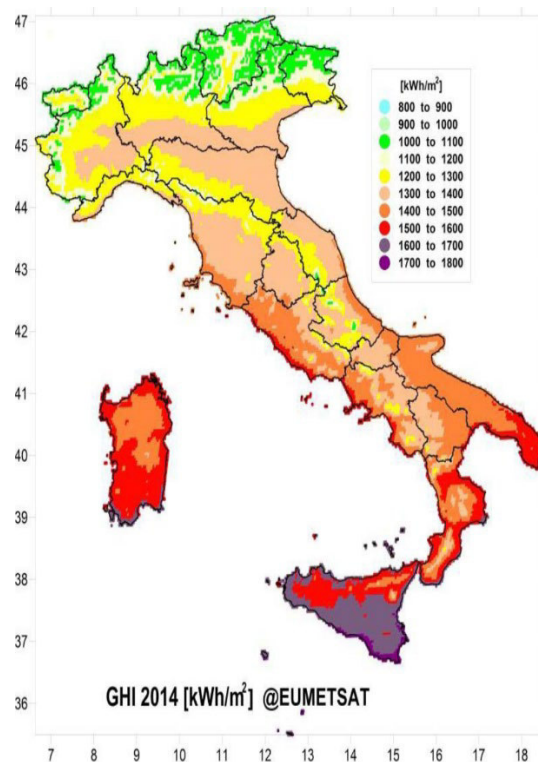 47
46
45
44
43
42
41
40
39
38
37
36
[kWh/m²]
800 to 900
900 to 1000
1000 to 1100
1100 to 1200
1200 to 1300
1300 to 1400
1400 to 1500
1500 to 1600
1600 to 1700
1700 to 1800
GHI 2014 [kWh/m²] @EUMETSAT
7 8 9 10 11 12 13 14 15 16 17 18